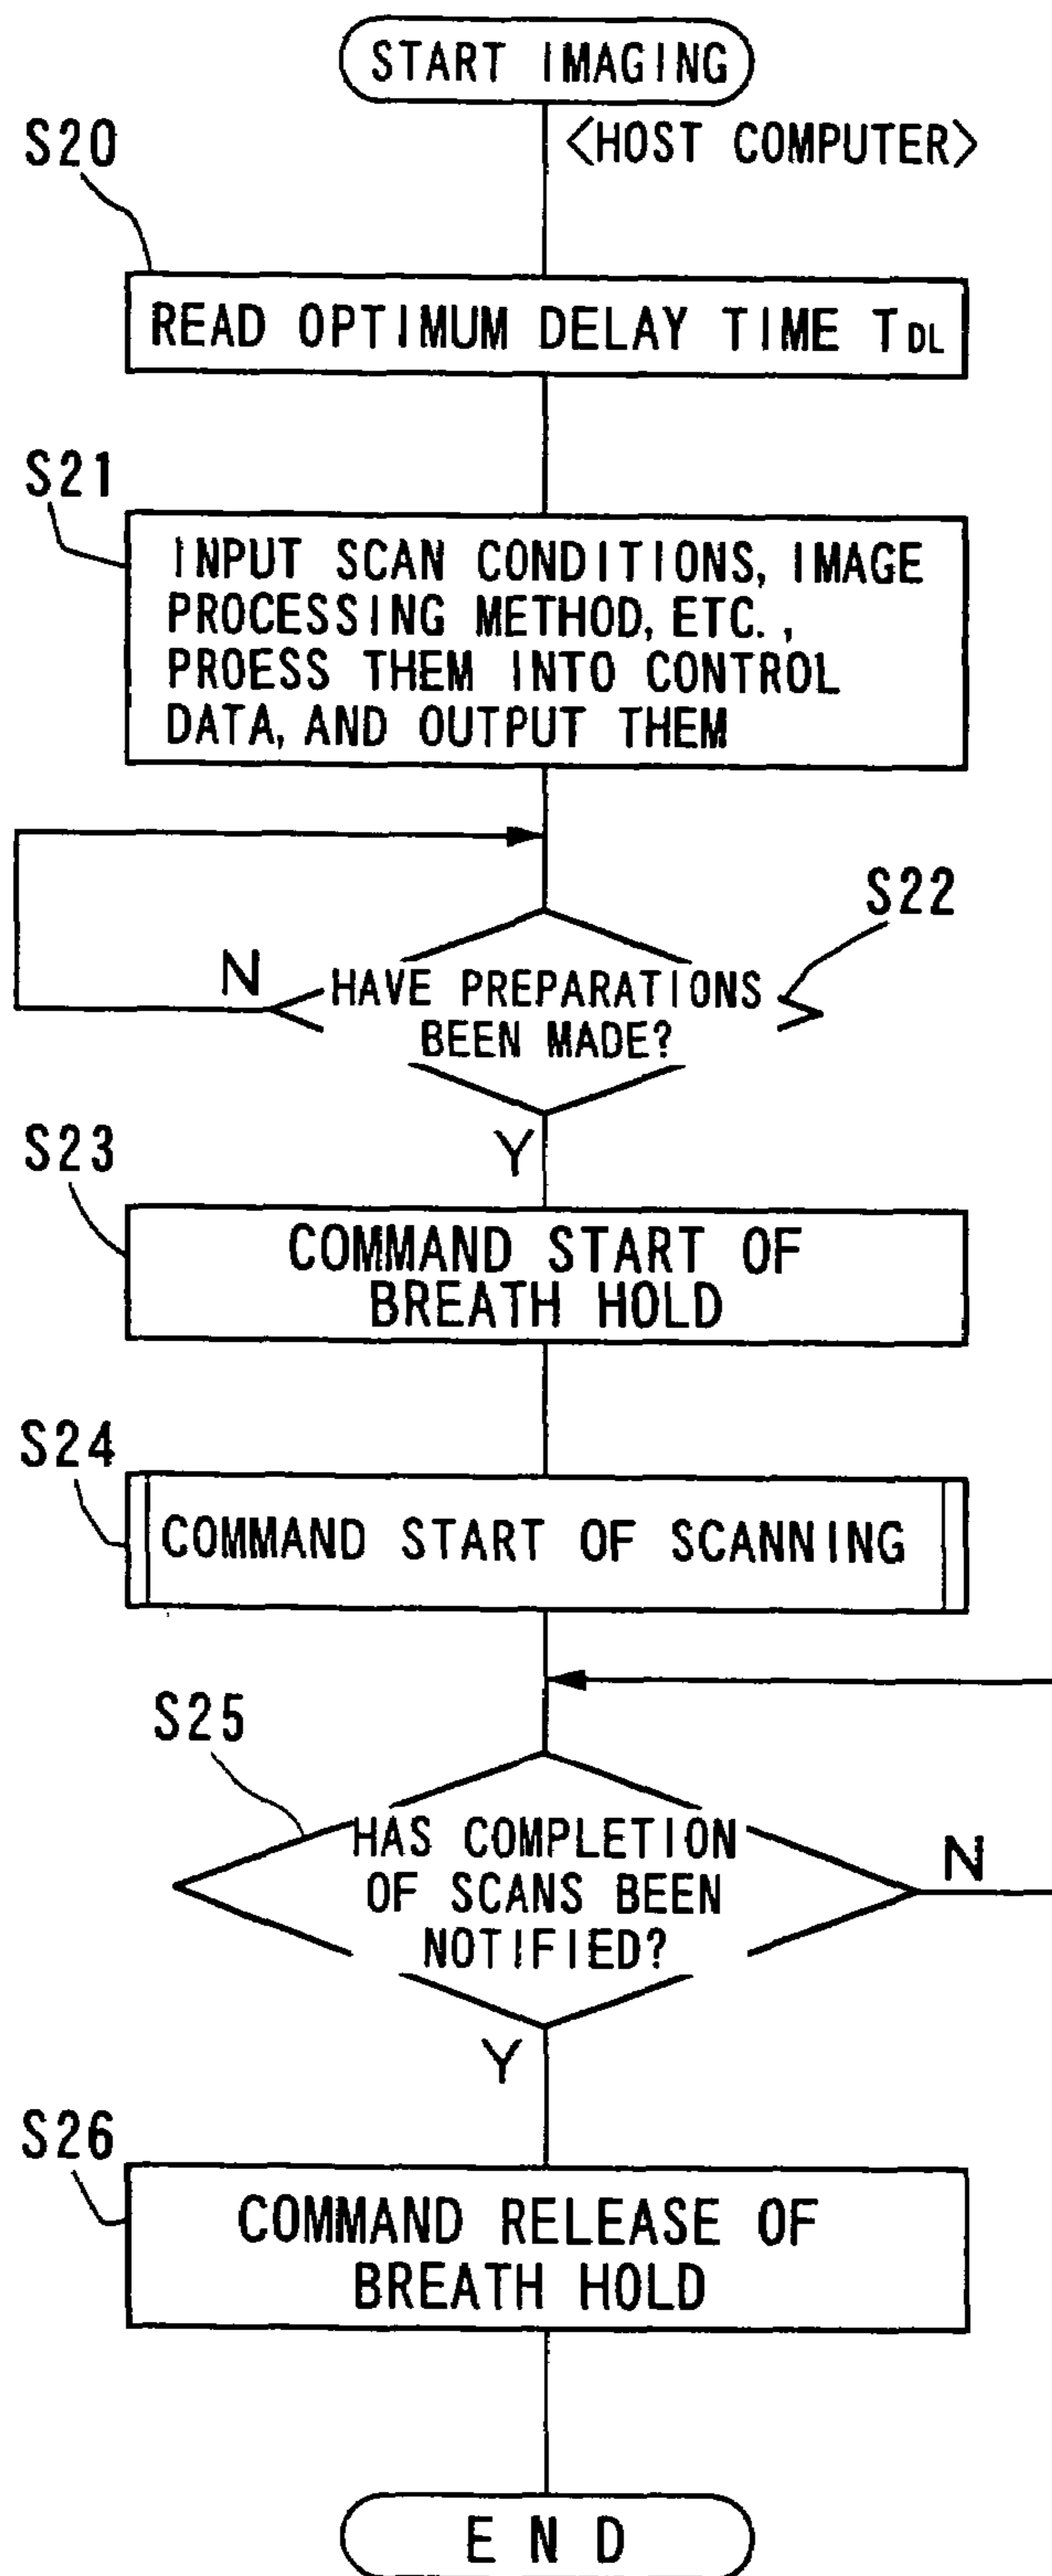 START IMAGING
<HOST COMPUTER>
S20
READ OPTIMUM DELAY TIME TDL
S21
INPUT SCAN CONDITIONS, IMAGE
PROCESSING METHOD, ETC.,
PROESS THEM INTO CONTROL
DATA, AND OUTPUT THEM
S22
N
HAVE PREPARATIONS
BEEN MADE?
Y
S23
COMMAND START OF
BREATH HOLD
S24
COMMAND START OF SCANNING
S25
HAS COMPLETION
OF SCANS BEEN
NOTIFIED?
N
Y
S26
COMMAND RELEASE OF
BREATH HOLD
END